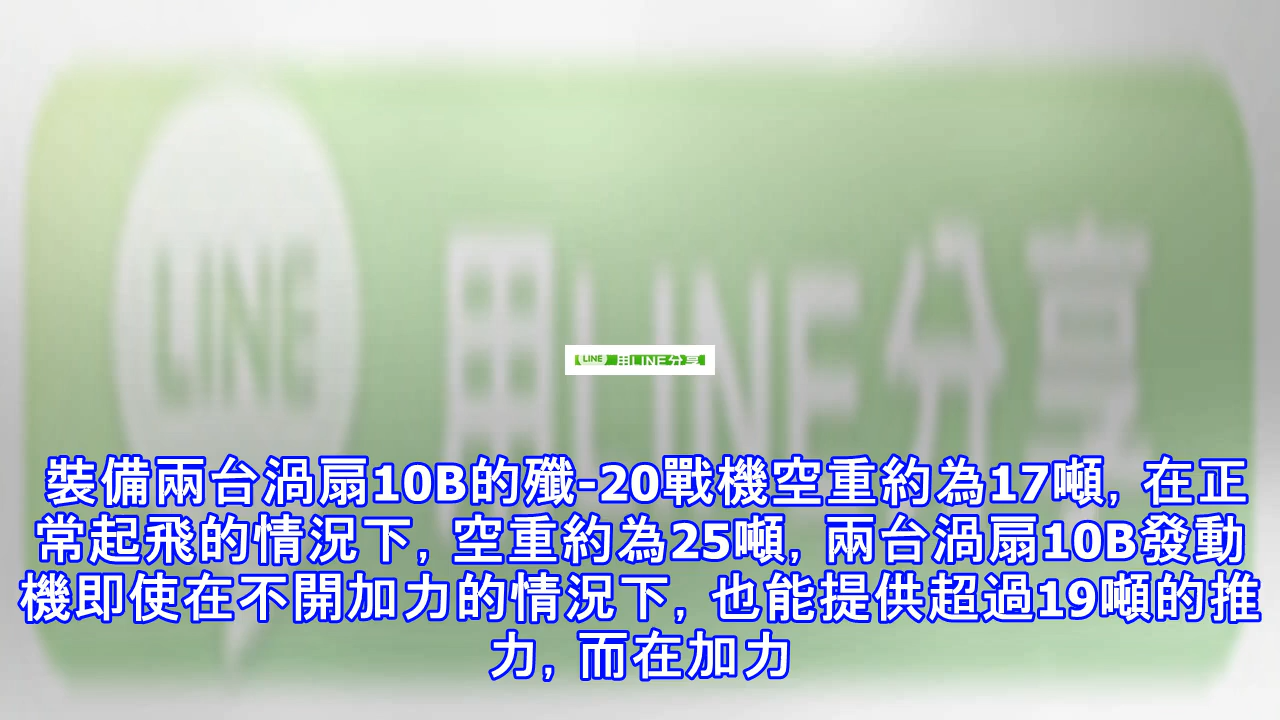 LINE
用LINE分享
LINE 用LINE分享
裝備兩台渦扇10B的殲-20戰機空重約為17噸, 在正
常起飛的情況下, 空重約為25噸, 兩台渦扇10B發動
機即使在不開加力的情況下, 也能提供超過19噸的推
力, 而在加力